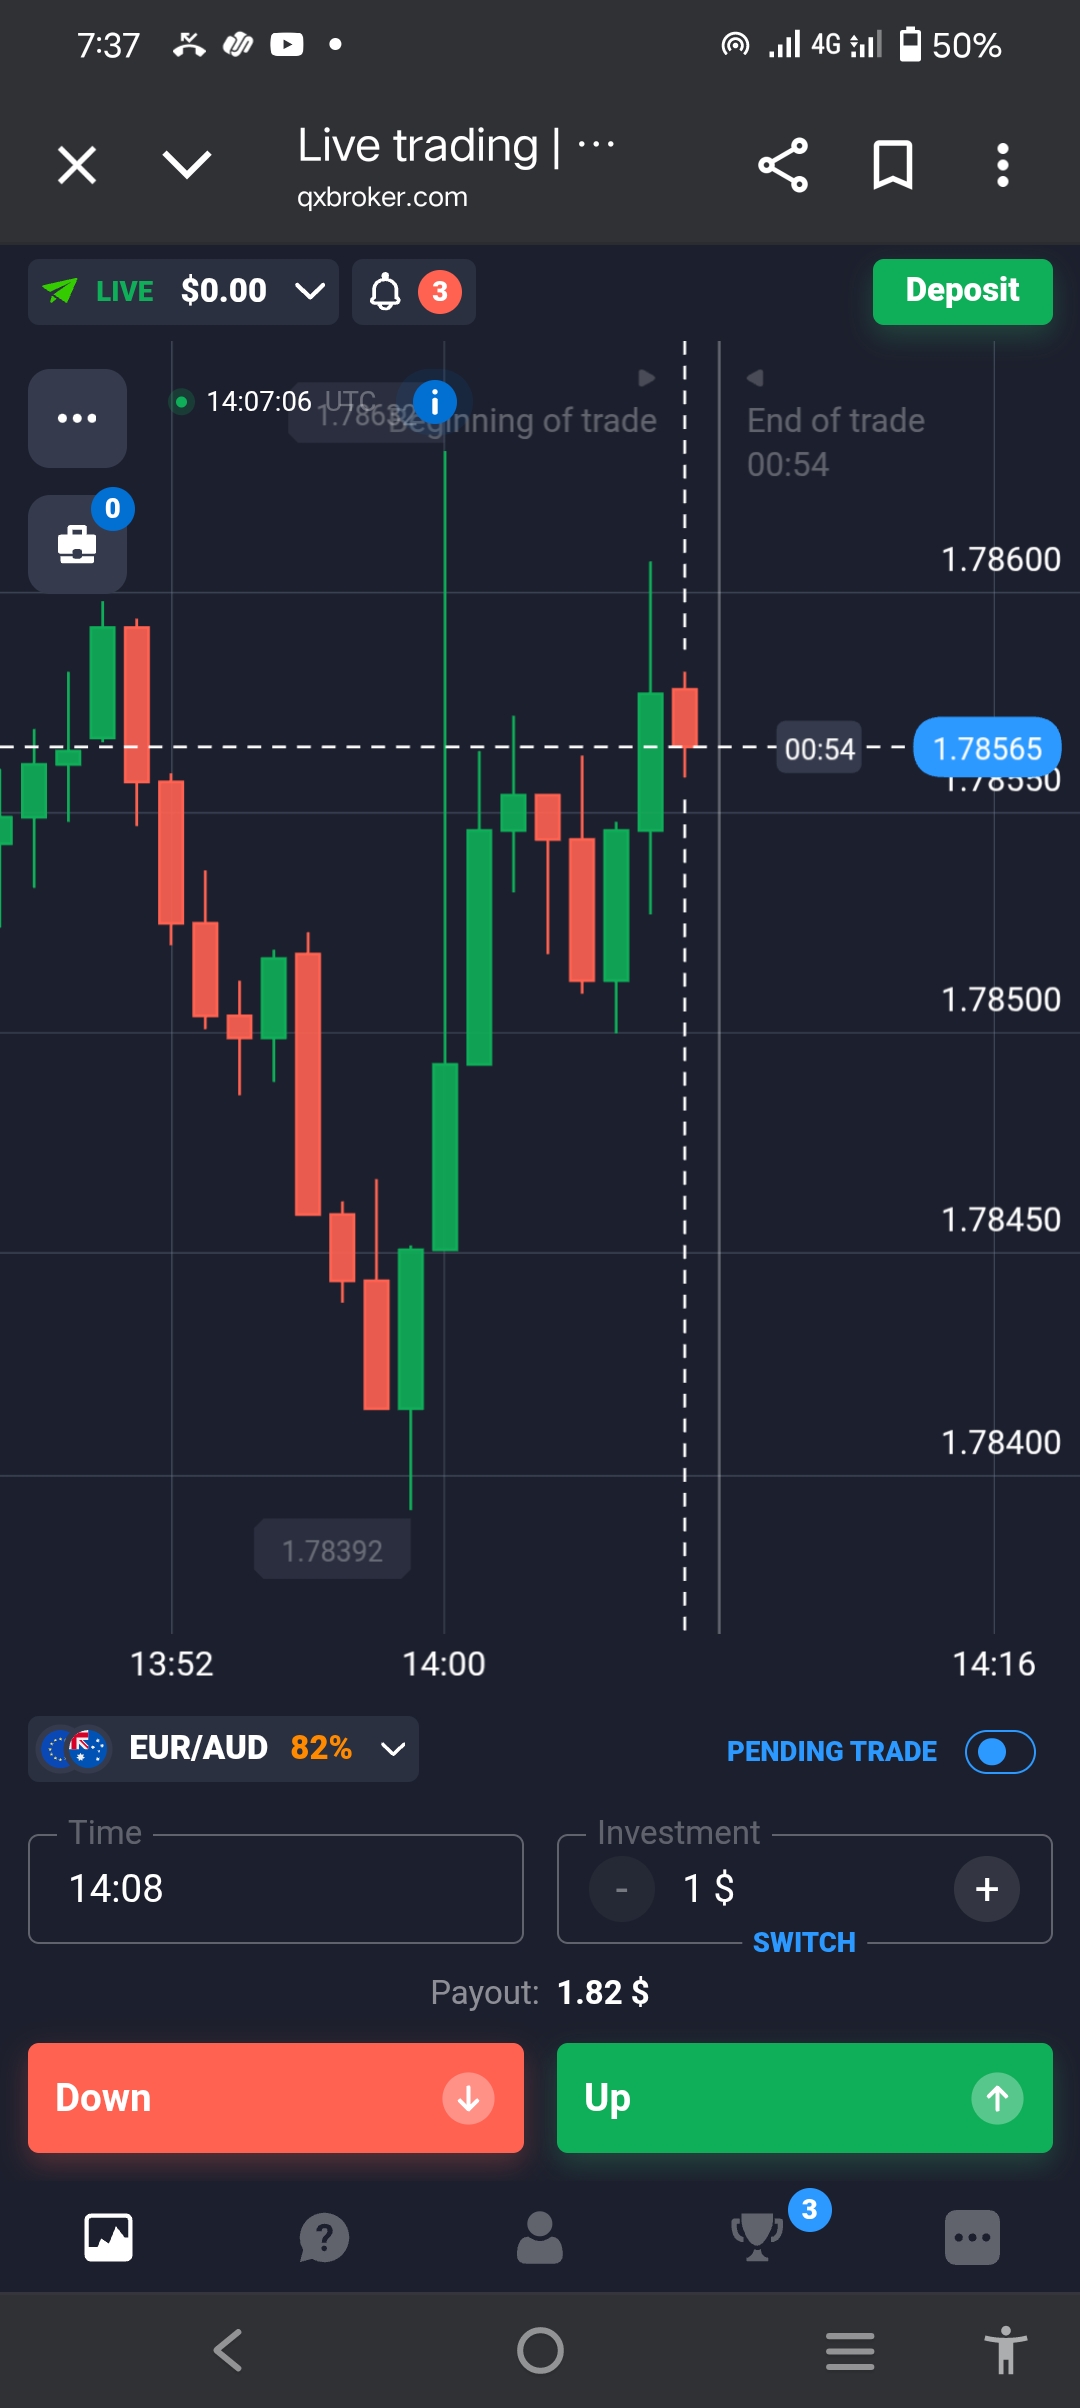 7:37
4G
50%
Live trading | ...
qxbroker.com
LIVE $0.00
3
Deposit
14:07:06 UTC
1.78632
Beginning of trade
End of trade
00:54
0
1.78600
00:54
1.78565
1.78550
1.78500
1.78450
1.78400
1.78392
13:52
14:00
14:16
EUR/AUD 82%
PENDING TRADE
Time
14:08
Investment
- 1 $ +
SWITCH
Payout: 1.82 $
Down
Up
?
3